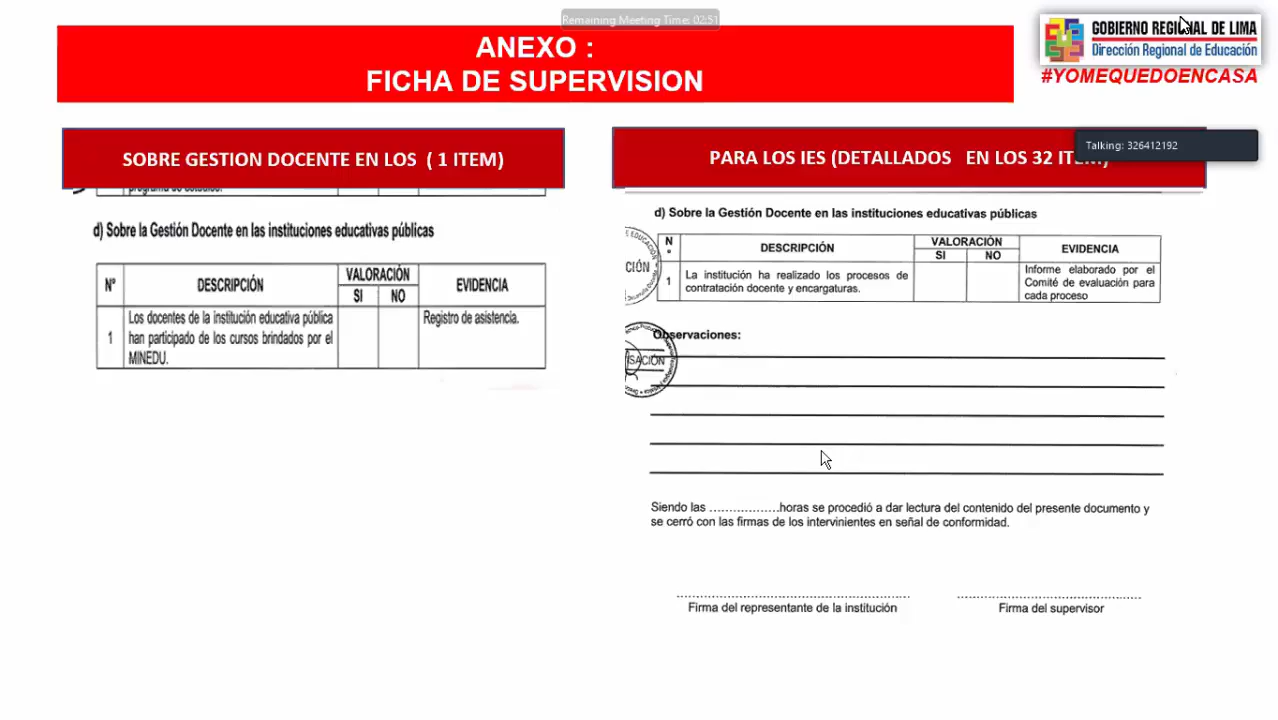 Remaining Meeting Time: 02:51
ANEXO :
FICHA DE SUPERVISION
GOBIERNO REGIONAL DE LIMA
Dirección Regional de Educación
#YOMEQUEDOENCASA
SOBRE GESTION DOCENTE EN LOS ( 1 ITEM)
programa de estudios.
d) Sobre la Gestión Docente en las instituciones educativas públicas
N° DESCRIPCIÓN VALORACIÓN EVIDENCIA
SI NO
1 Los docentes de la institución educativa pública Registro de asistencia.
han participado de los cursos brindados por el
MINEDU.
PARA LOS IES (DETALLADOS EN LOS 32 ITEM)
Talking: 326412192
d) Sobre la Gestión Docente en las instituciones educativas públicas
N° DESCRIPCIÓN VALORACIÓN EVIDENCIA
SI NO
1 La institución ha realizado los procesos de Informe elaborado por el
contratación docente y encargaturas. Comité de evaluación para
cada proceso
Observaciones:
Siendo las ………………horas se procedió a dar lectura del contenido del presente documento y
se cerró con las firmas de los intervinientes en señal de conformidad.
Firma del representante de la institución
Firma del supervisor